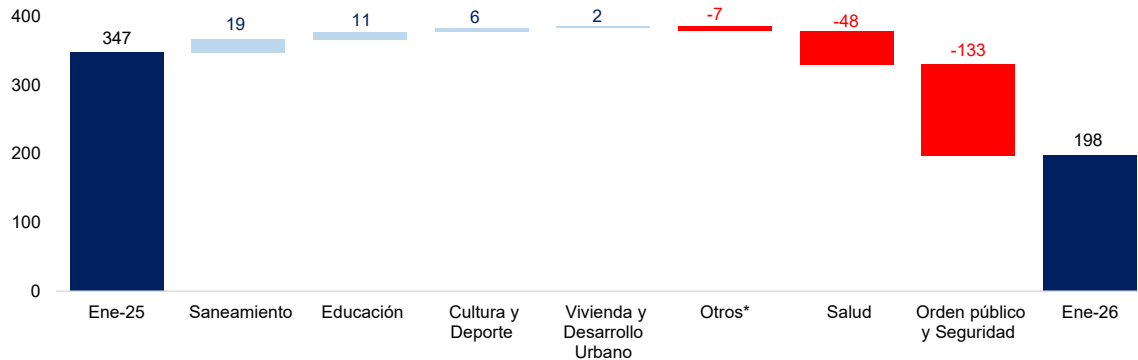 400
300
200
100
0
347
19
11
6
2
-7
-48
-133
198
Ene-25
Saneamiento
Educación
Cultura y
Deporte
Vivienda y
Desarrollo
Urbano
Otros*
Salud
Orden público
y Seguridad
Ene-26